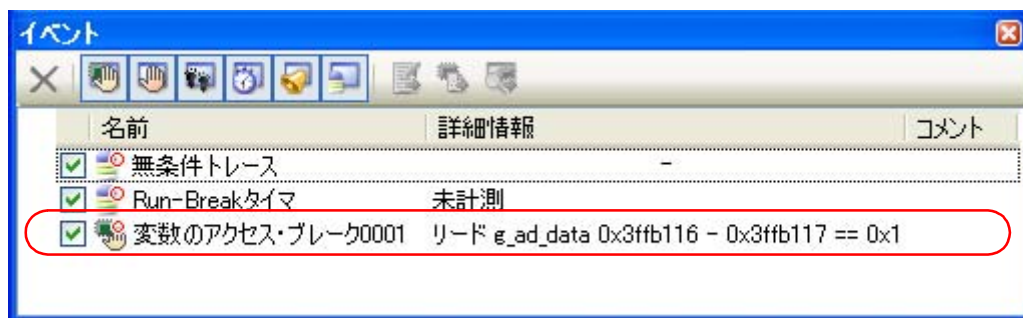 イベント
名前 詳細情報 コメント
無条件トレース -
Run-Breakタイマ 未計測
変数のアクセス・ブレーク0001 リード g_ad_data 0x3ffb116 - 0x3ffb117 == 0x1